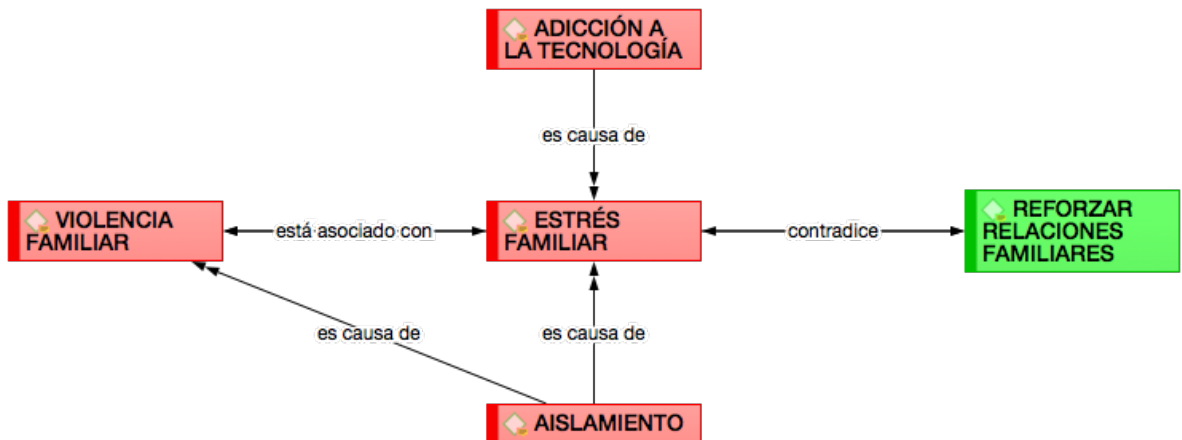 ADICCIÓN A
LA TECNOLOGÍA
es causa de
VIOLENCIA
FAMILIAR
está asociado con
ESTRÉS
FAMILIAR
contradice
REFORZAR
RELACIONES
FAMILIARES
es causa de
es causa de
AISLAMIENTO